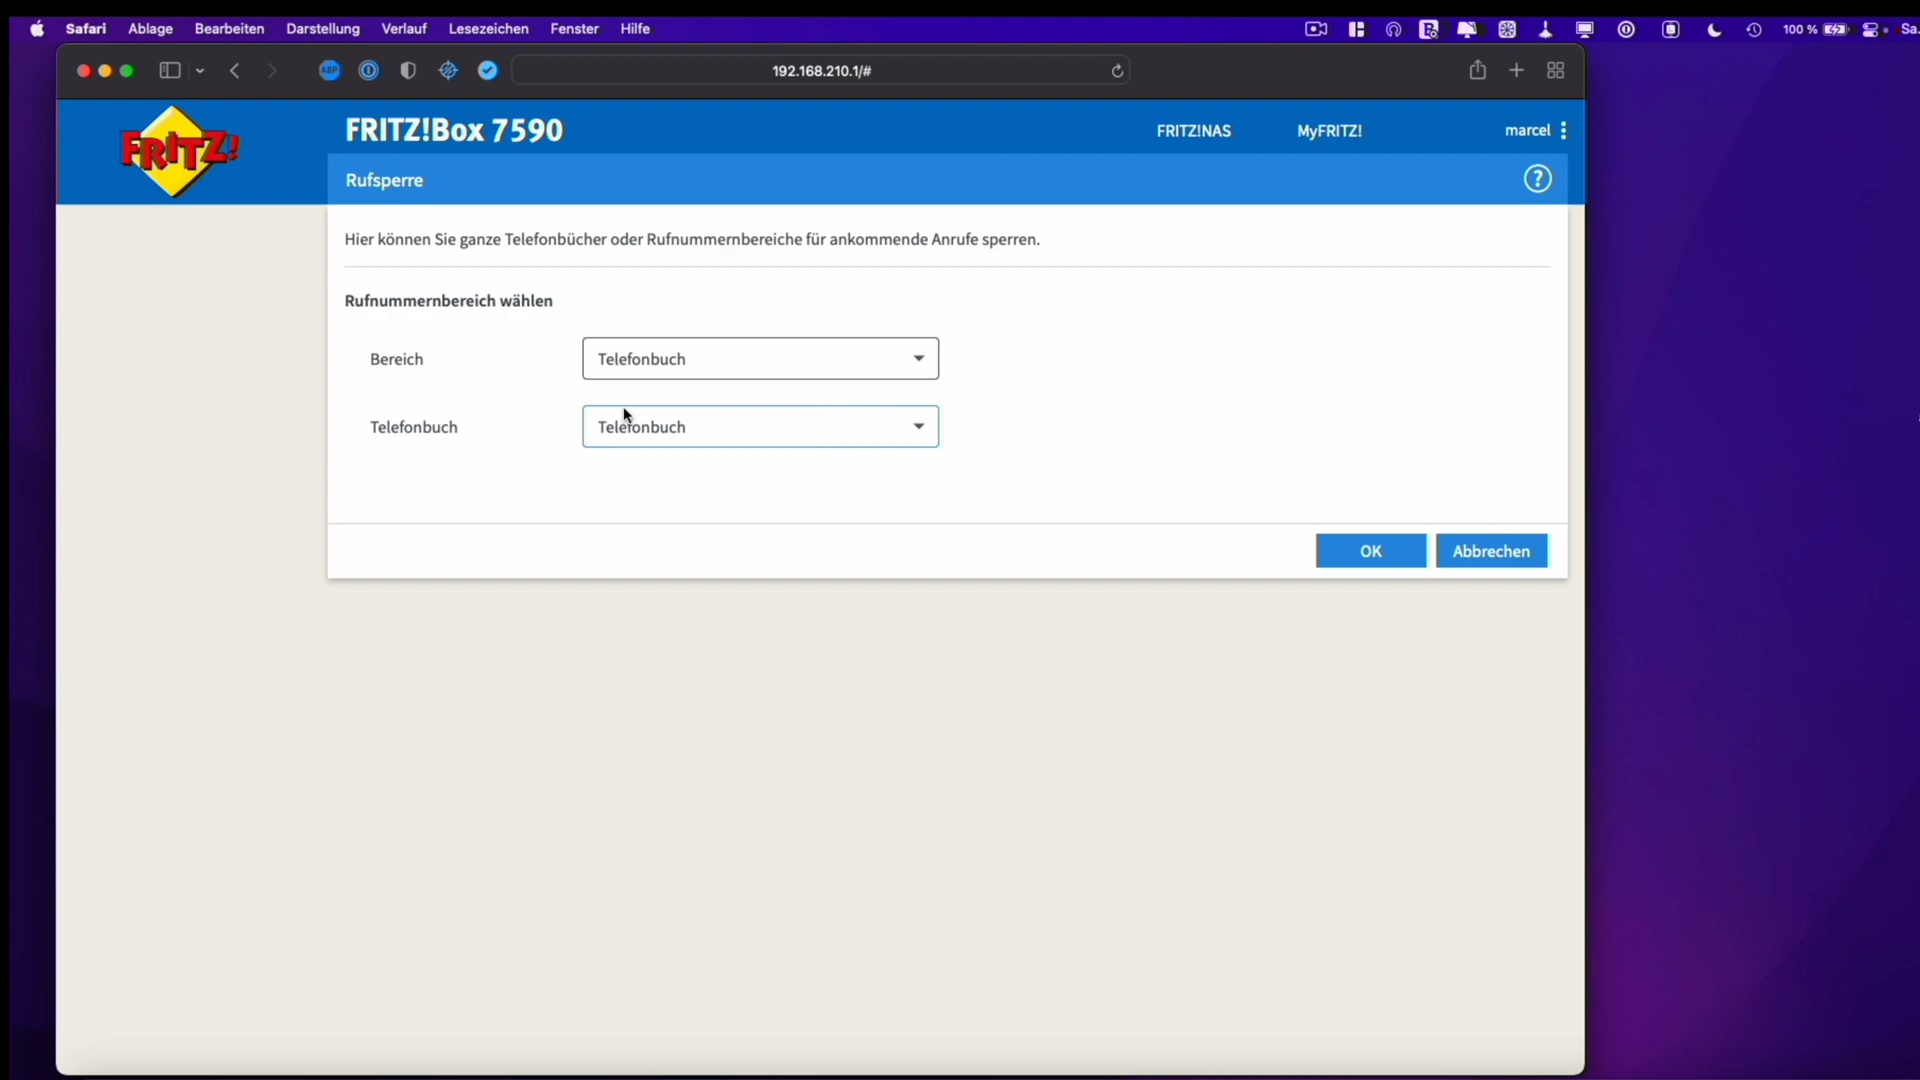 Safari Ablage Bearbeiten Darstellung Verlauf Lesezeichen Fenster Hilfe 100 % Sa.
ABP 192.168.210.1/#
FRITZ! FRITZ!Box 7590 FRITZ!NAS MyFRITZ! marcel
Rufsperre ?
Hier können Sie ganze Telefonbücher oder Rufnummernbereiche für ankommende Anrufe sperren.
Rufnummernbereich wählen
Bereich Telefonbuch
Telefonbuch Telefonbuch
OK Abbrechen